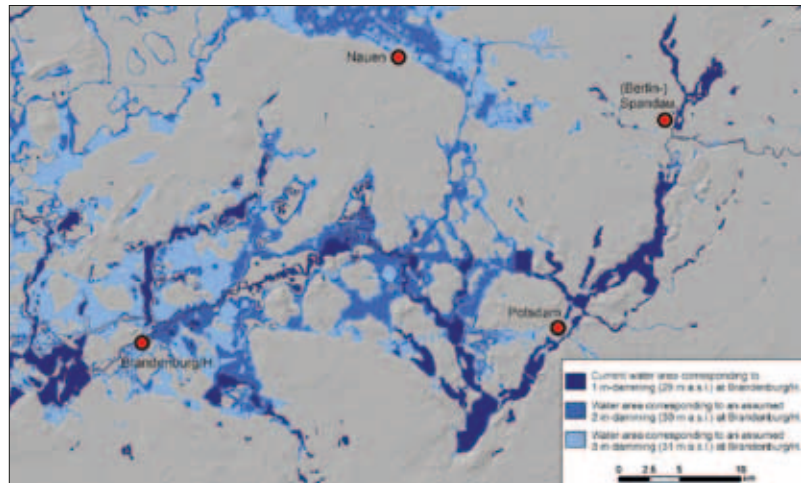 Nauen
(Berlin-)
Spandau
Potsdam
Brandenburg/H
Current water area corresponding to
1 m-damming (29 m a.s.l.) at Brandenburg/H.
Water area corresponding to an assumed
2 m-damming (30 m a.s.l.) at Brandenburg/H.
Water area corresponding to an assumed
3 m-damming (31 m a.s.l.) at Brandenburg/H.
0 2.5 5 10
km